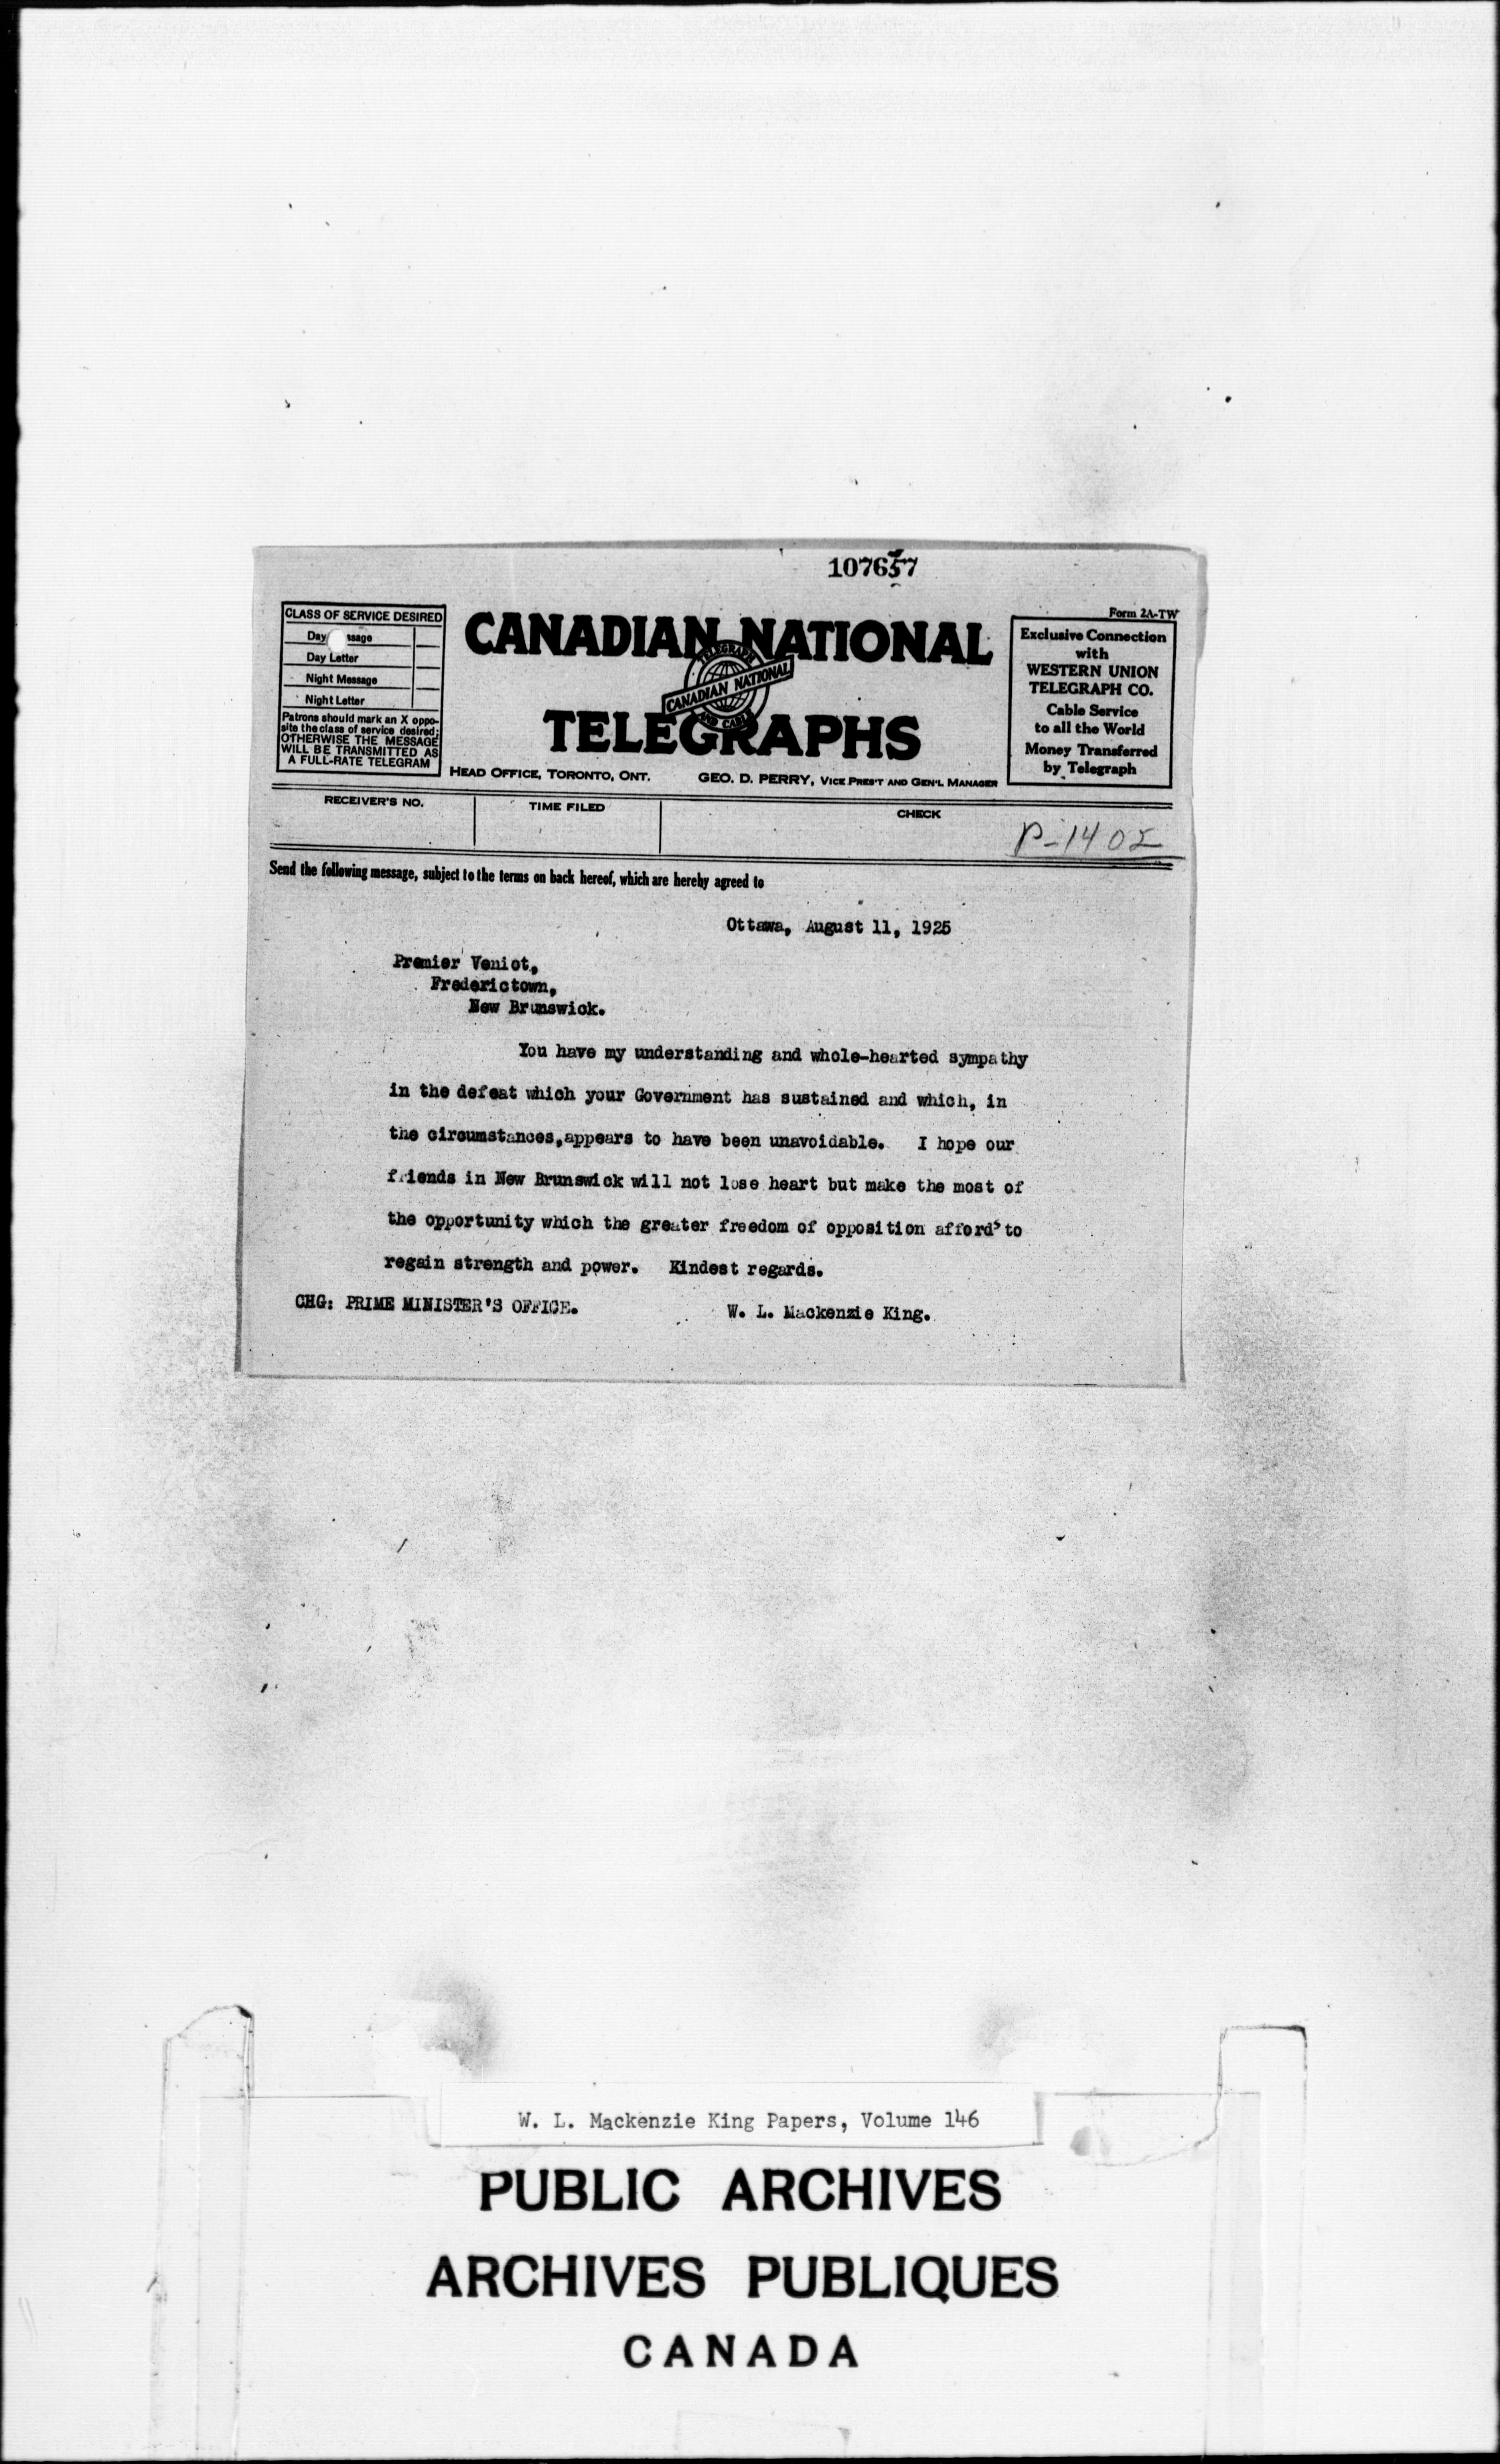 107657
Form 2A-TW
CLASS OF SERVICE DESIRED
Day ssage
Day Letter
Night Message
Night Letter
Patrons should mark an X oppo-
site the class of service desired:
OTHERWISE THE MESSAGE
WILL BE TRANSMITTED AS
A FULL-RATE TELEGRAM
CANADIAN NATIONAL
TELEGRAPH
CANADIAN NATIONAL
AND CABLE
TELEGRAPHS
HEAD OFFICE, TORONTO, ONT. GEO. D. PERRY, VICE PRES'T AND GEN'L MANAGER
Exclusive Connection
with
WESTERN UNION
TELEGRAPH CO.
Cable Service
to all the World
Money Transferred
by Telegraph
RECEIVER'S NO. TIME FILED CHECK
P-1402
Send the following message, subject to the terms on back hereof, which are hereby agreed to
Ottawa, August 11, 1925
Premier Veniot,
Frederictown,
New Brunswick.
You have my understanding and whole-hearted sympathy
in the defeat which your Government has sustained and which, in
the circumstances, appears to have been unavoidable. I hope our
friends in New Brunswick will not lose heart but make the most of
the opportunity which the greater freedom of opposition affords to
regain strength and power. Kindest regards.
CHG: PRIME MINISTER'S OFFICE. W. L. Mackenzie King.
W. L. Mackenzie King Papers, Volume 146
PUBLIC ARCHIVES
ARCHIVES PUBLIQUES
CANADA